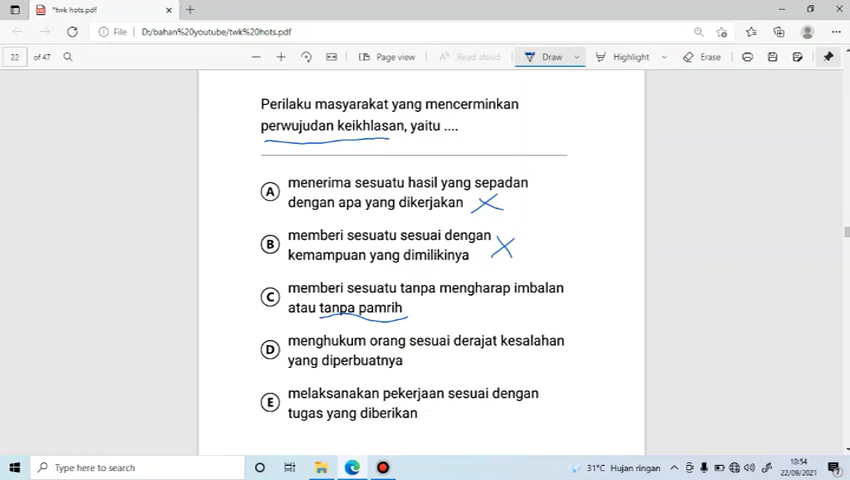 *twk hots.pdf
File
D:/bahan%20youtube/twk%20hots.pdf
22 of 47
Page view
Read aloud
Draw
Highlight
Erase
Perilaku masyarakat yang mencerminkan
perwujudan keikhlasan, yaitu ....
A menerima sesuatu hasil yang sepadan
dengan apa yang dikerjakan
B memberi sesuatu sesuai dengan
kemampuan yang dimilikinya
C memberi sesuatu tanpa mengharap imbalan
atau tanpa pamrih
D menghukum orang sesuai derajat kesalahan
yang diperbuatnya
E melaksanakan pekerjaan sesuai dengan
tugas yang diberikan
Type here to search
31°C Hujan ringan
10:54
22/09/2021